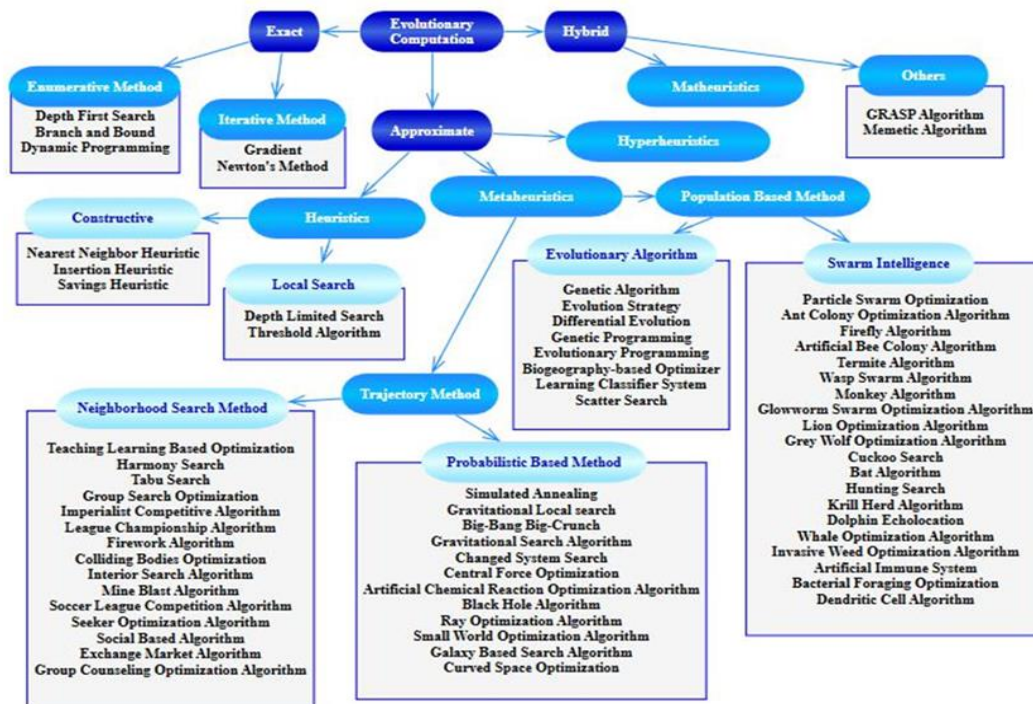 Exact
Evolutionary
Computation
Hybrid
Enumerative Method
Depth First Search
Branch and Bound
Dynamic Programming
Iterative Method
Gradient
Newton's Method
Approximate
Matheuristics
Others
GRASP Algorithm
Memetic Algorithm
Hyperheuristics
Metaheuristics
Population Based Method
Heuristics
Constructive
Nearest Neighbor Heuristic
Insertion Heuristic
Savings Heuristic
Local Search
Depth Limited Search
Threshold Algorithm
Evolutionary Algorithm
Genetic Algorithm
Evolution Strategy
Differential Evolution
Genetic Programming
Evolutionary Programming
Biogeography-based Optimizer
Learning Classifier System
Scatter Search
Swarm Intelligence
Particle Swarm Optimization
Ant Colony Optimization Algorithm
Firefly Algorithm
Artificial Bee Colony Algorithm
Termite Algorithm
Wasp Swarm Algorithm
Monkey Algorithm
Glowworm Swarm Optimization Algorithm
Lion Optimization Algorithm
Grey Wolf Optimization Algorithm
Cuckoo Search
Bat Algorithm
Hunting Search
Krill Herd Algorithm
Dolphin Echolocation
Whale Optimization Algorithm
Invasive Weed Optimization Algorithm
Artificial Immune System
Bacterial Foraging Optimization
Dendritic Cell Algorithm
Trajectory Method
Neighborhood Search Method
Teaching Learning Based Optimization
Harmony Search
Tabu Search
Group Search Optimization
Imperialist Competitive Algorithm
League Championship Algorithm
Firework Algorithm
Colliding Bodies Optimization
Interior Search Algorithm
Mine Blast Algorithm
Soccer League Competition Algorithm
Seeker Optimization Algorithm
Social Based Algorithm
Exchange Market Algorithm
Group Counseling Optimization Algorithm
Probabilistic Based Method
Simulated Annealing
Gravitational Local search
Big-Bang Big-Crunch
Gravitational Search Algorithm
Changed System Search
Central Force Optimization
Artificial Chemical Reaction Optimization Algorithm
Black Hole Algorithm
Ray Optimization Algorithm
Small World Optimization Algorithm
Galaxy Based Search Algorithm
Curved Space Optimization